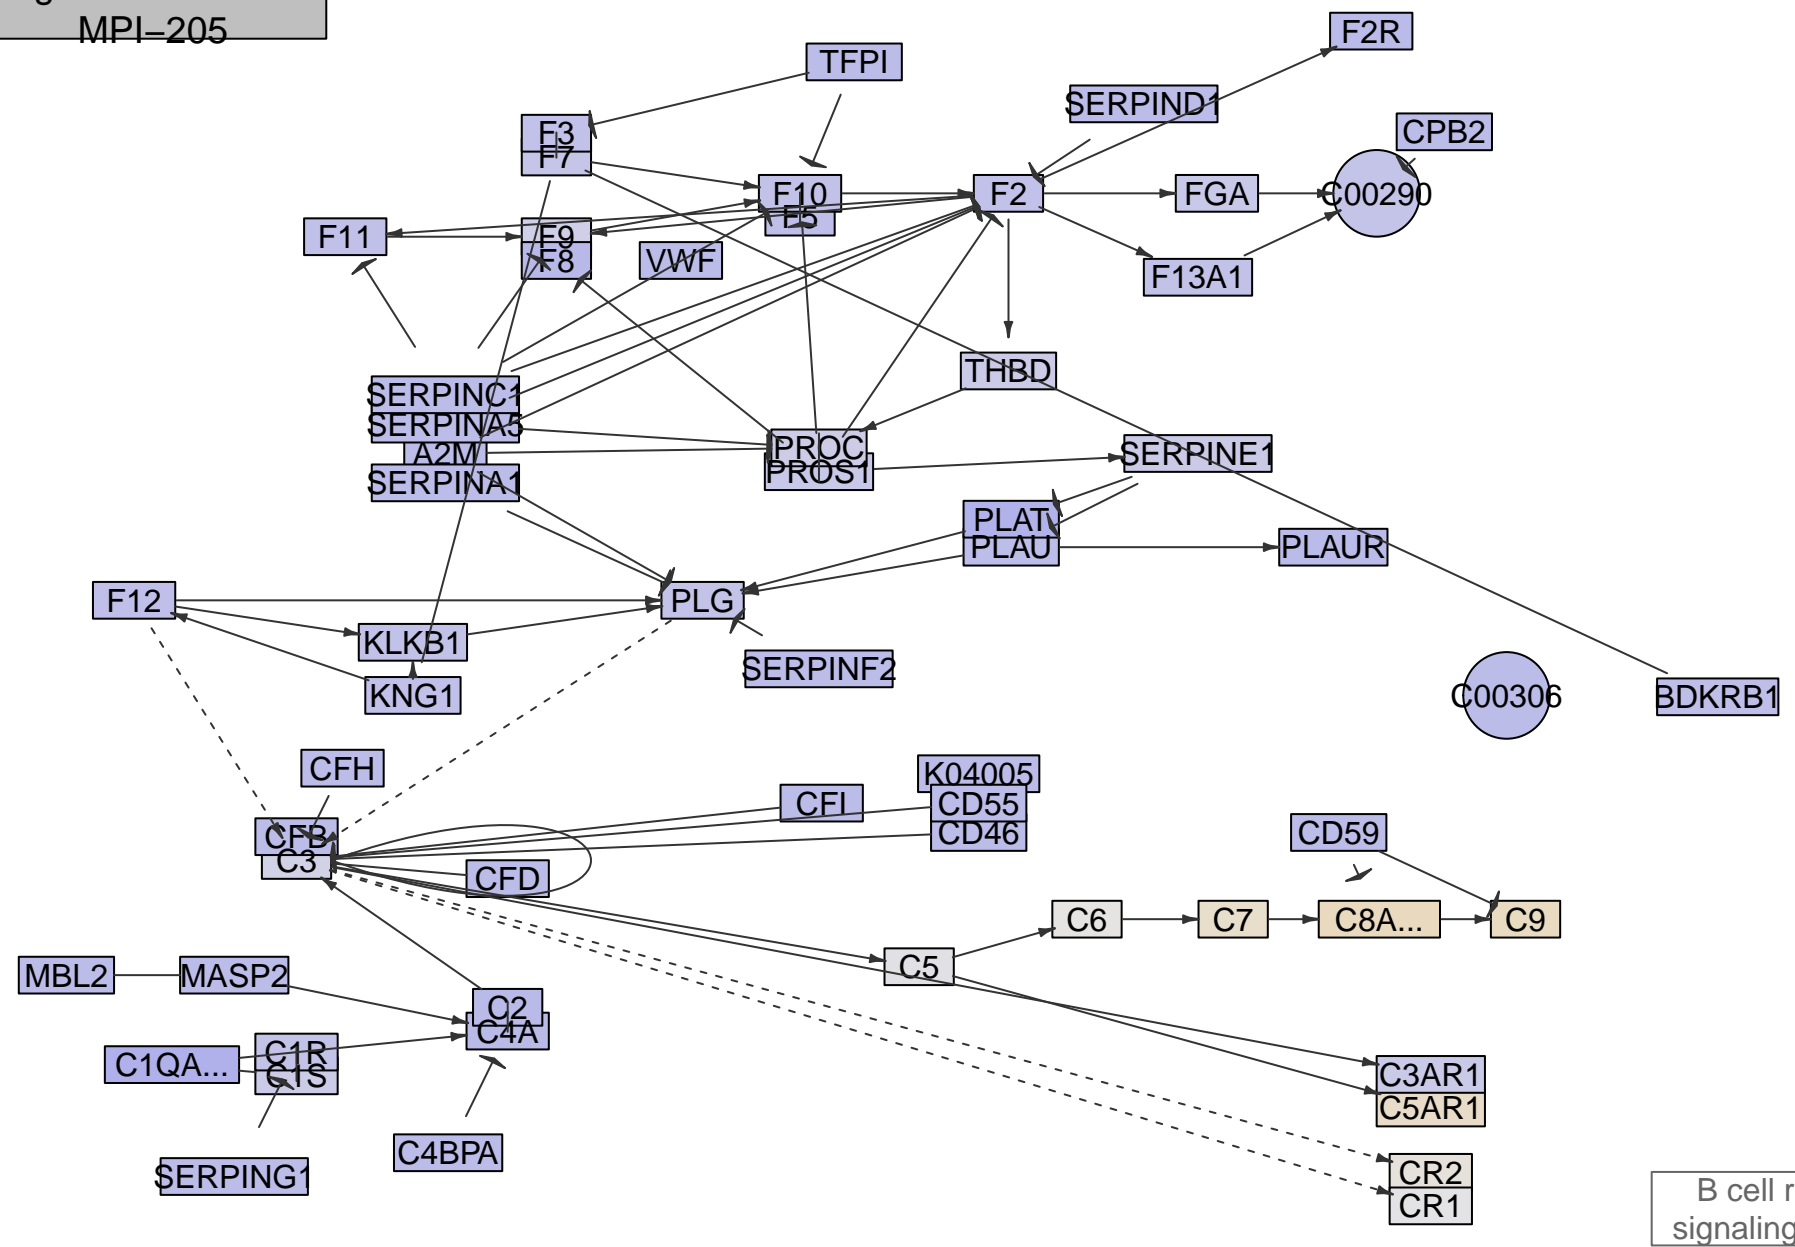 MPI–205
F2R
TFPI
SERPIND1
CPB2
F3
F7
F10
F5
F2
FGA
C00290
F11
F9
F8
VWF
F13A1
THBD
SERPINC1
SERPINA5
A2M
SERPINA1
PROC
PROS1
SERPINE1
PLAT
PLAU
PLAUR
F12
PLG
KLKB1
KNG1
SERPINF2
C00306
BDKRB1
CFH
K04005
CFI
CD55
CD46
CFB
C3
CD59
CFD
C6
C7
C8A...
C9
C5
MBL2
MASP2
C2
C4A
C1QA...
C1R
C1S
C3AR1
C5AR1
C4BPA
SERPING1
CR2
CR1
B cell r
signaling